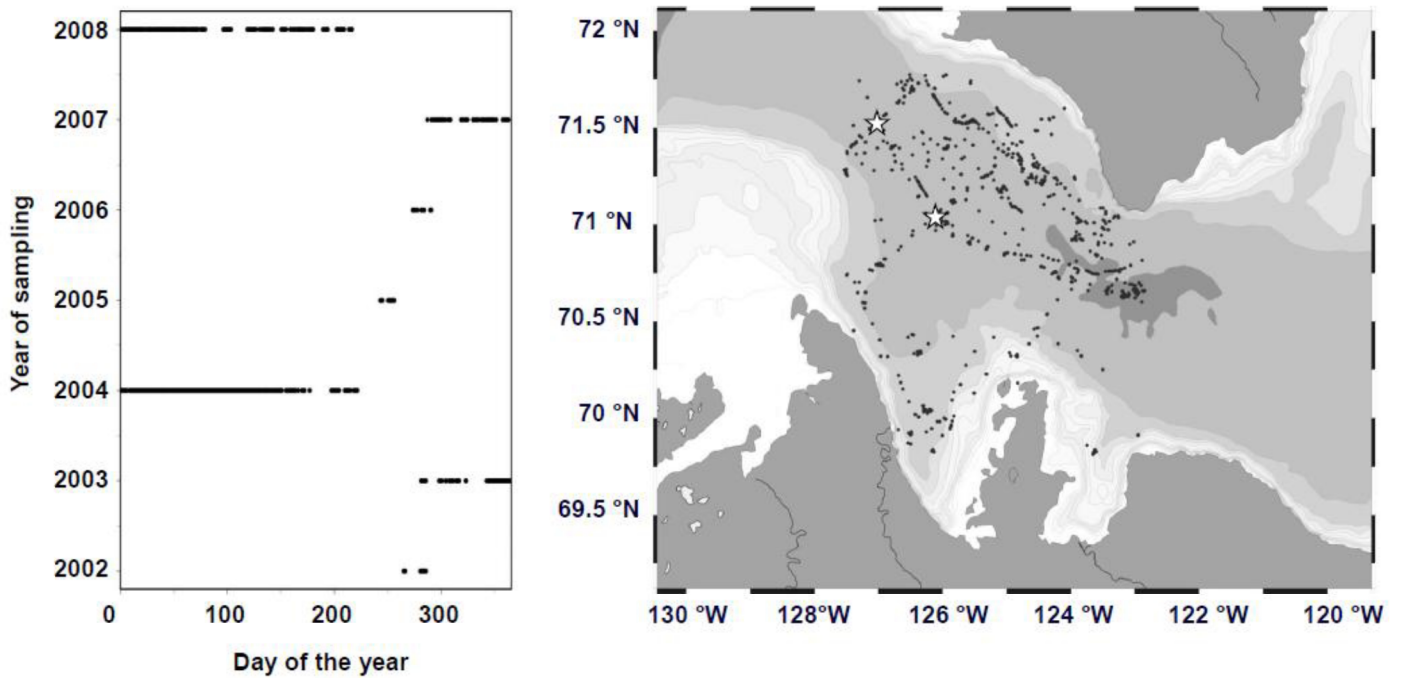 Year of sampling
2008
2007
2006
2005
2004
2003
2002
0 100 200 300
Day of the year
72 °N
71.5 °N
71 °N
70.5 °N
70 °N
69.5 °N
130 °W 128°W 126 °W 124 °W 122 °W 120 °W